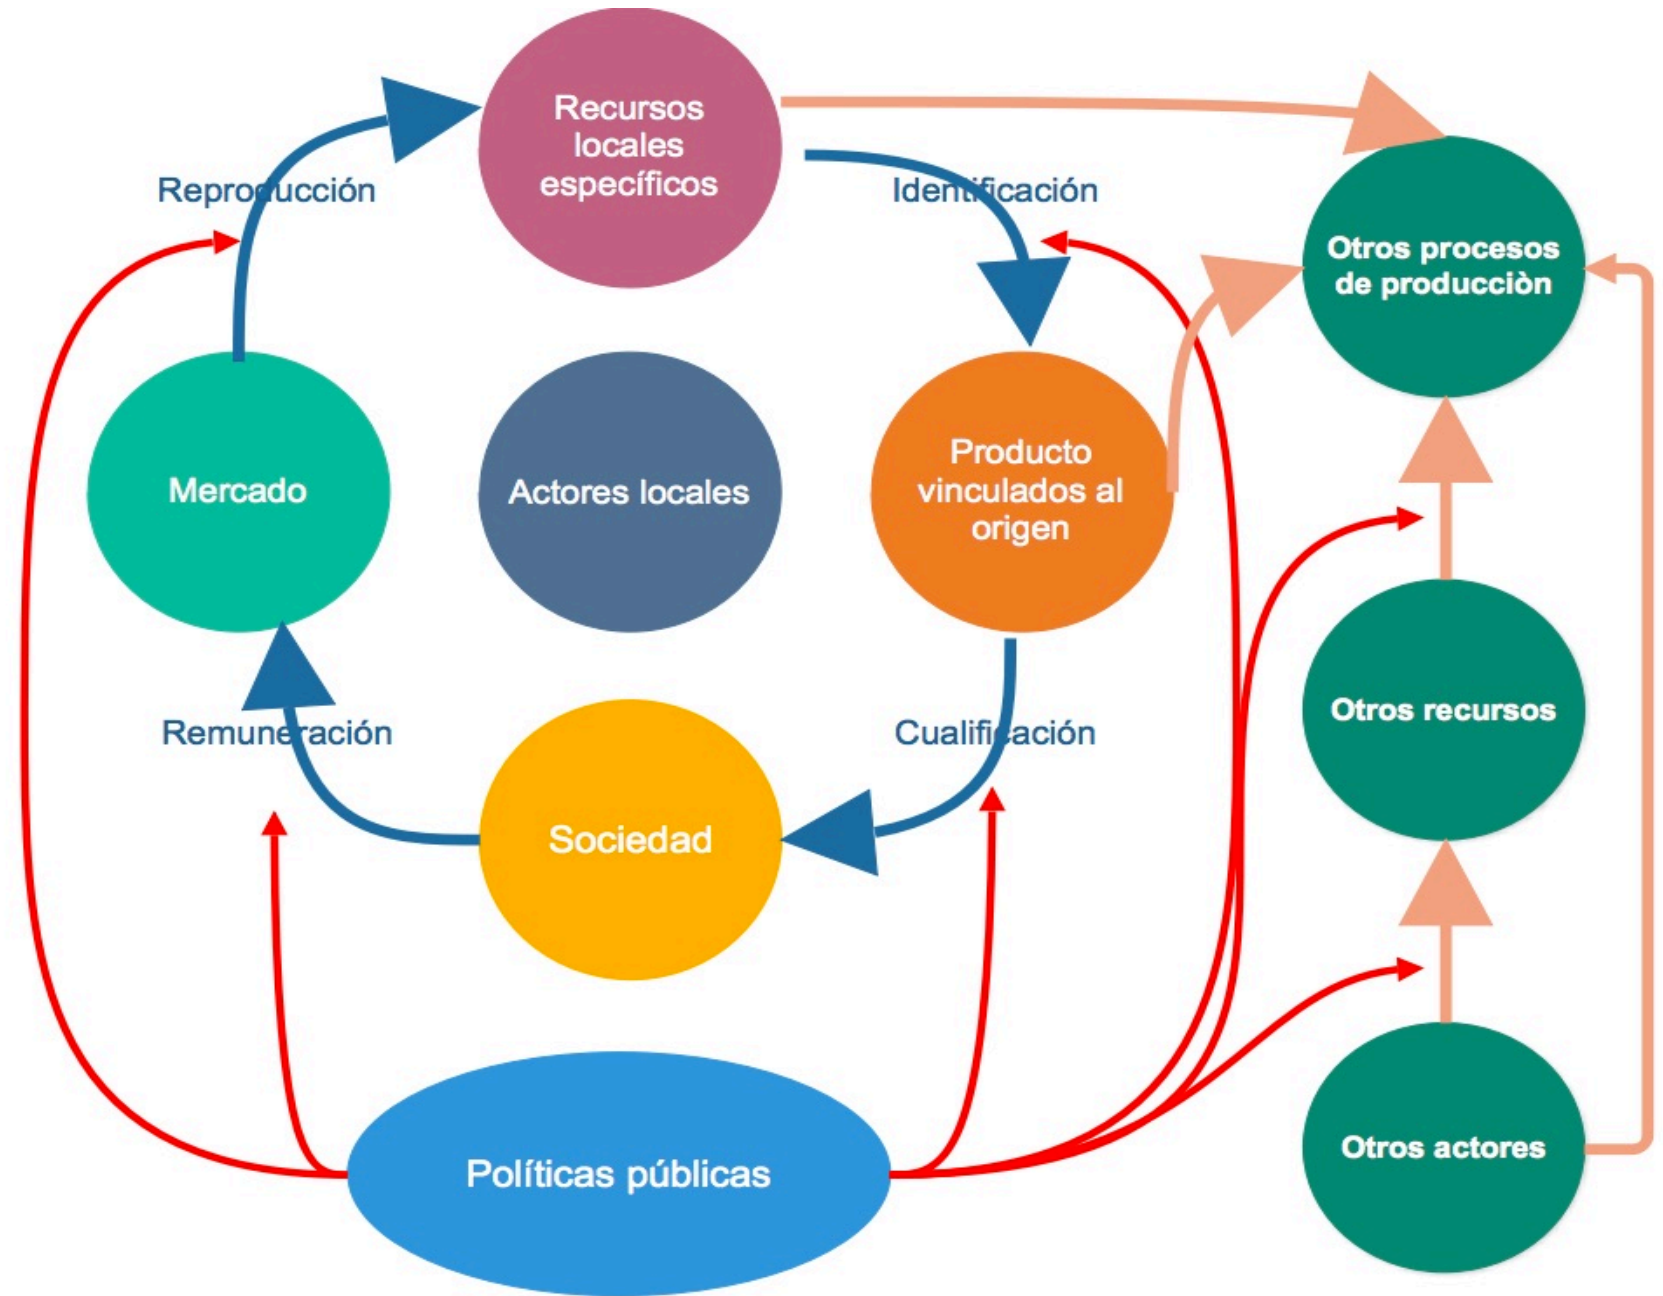 Recursos
locales
específicos
Reproducción
Identificación
Otros procesos
de producciòn
Mercado
Actores locales
Producto
vinculados al
origen
Otros recursos
Remuneración
Cualificación
Sociedad
Políticas públicas
Otros actores